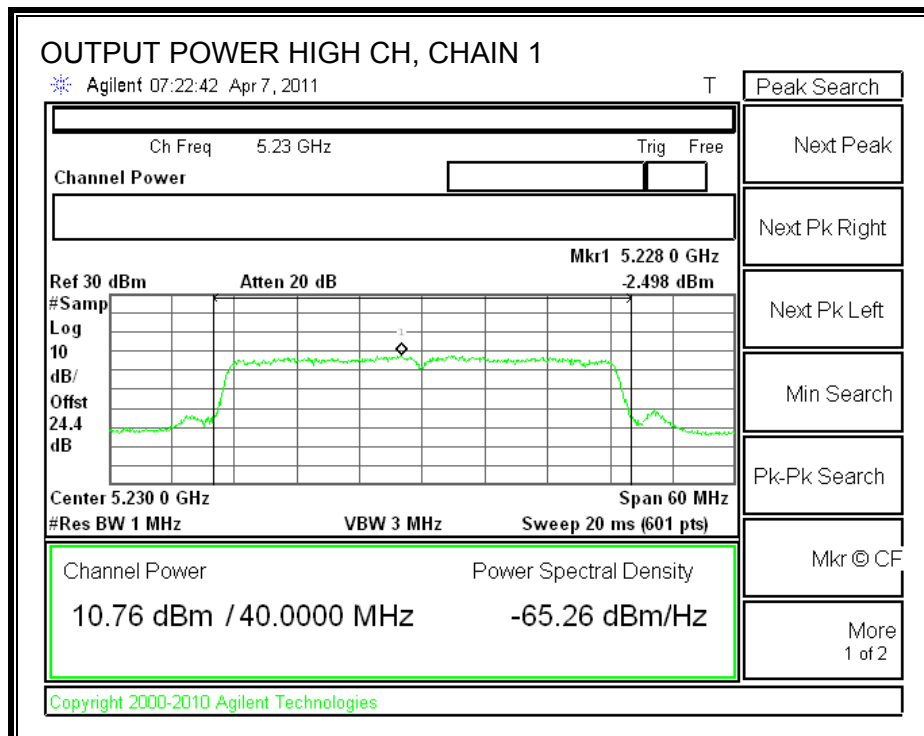 OUTPUT POWER HIGH CH, CHAIN 1
Agilent 07:22:42 Apr 7, 2011 T
Ch Freq 5.23 GHz Trig Free
Channel Power
Mkr1 5.228 0 GHz
Ref 30 dBm Atten 20 dB -2.498 dBm
#Samp
Log
10
dB/
Offst
24.4
dB
1
Center 5.230 0 GHz Span 60 MHz
#Res BW 1 MHz VBW 3 MHz Sweep 20 ms (601 pts)
Channel Power Power Spectral Density
10.76 dBm / 40.0000 MHz -65.26 dBm/Hz
Copyright 2000-2010 Agilent Technologies
Peak Search
Next Peak
Next Pk Right
Next Pk Left
Min Search
Pk-Pk Search
Mkr © CF
More
1 of 2